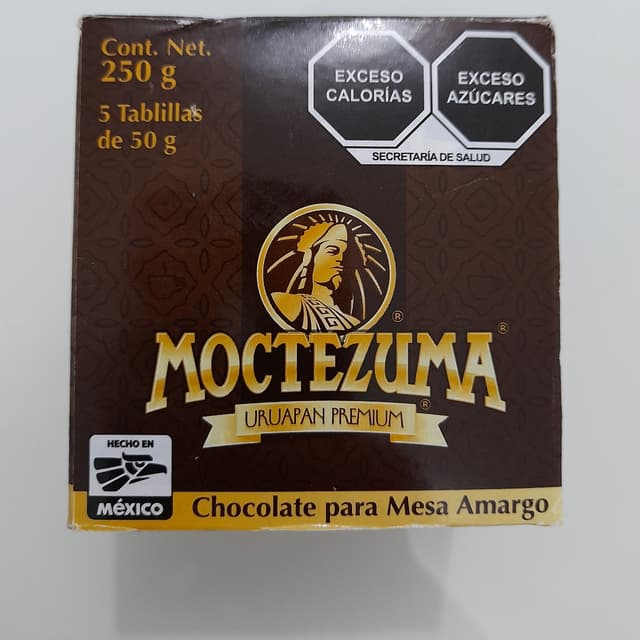 Cont. Net.
250 g
5 Tablillas
de 50 g
EXCESO
CALORÍAS
EXCESO
AZÚCARES
SECRETARÍA DE SALUD
®
MOCTEZUMA®
URUAPAN PREMIUM®
HECHO EN
MÉXICO
Chocolate para Mesa Amargo